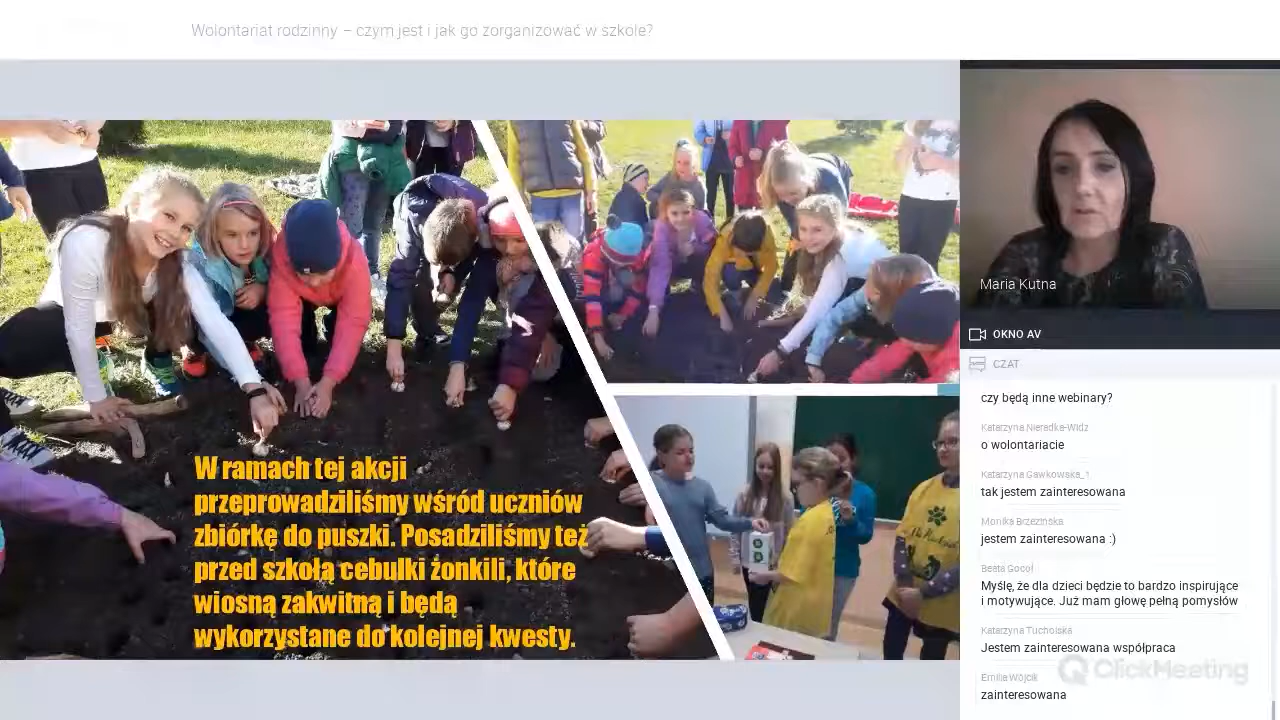 Wolontariat rodzinny – czym jest i jak go zorganizować w szkole?
W ramach tej akcji
przeprowadziliśmy wśród uczniów
zbiórkę do puszki. Posadziliśmy też
przed szkołą cebulki żonkili, które
wiosną zakwitną i będą
wykorzystane do kolejnej kwesty.
Maria Kutna
OKNO AV
CZAT
czy będą inne webinary?
Katarzyna Nieradka-Widz
o wolontariacie
Katarzyna Gawkowska_1
tak jestem zainteresowana
Monika Brzezińska
jestem zainteresowana :)
Beata Gocoł
Myślę, że dla dzieci będzie to bardzo inspirujące
i motywujące. Już mam głowę pełną pomysłów
Katarzyna Tucholska
Jestem zainteresowana współpraca
Emilia Wójcik
zainteresowana
ClickMeeting